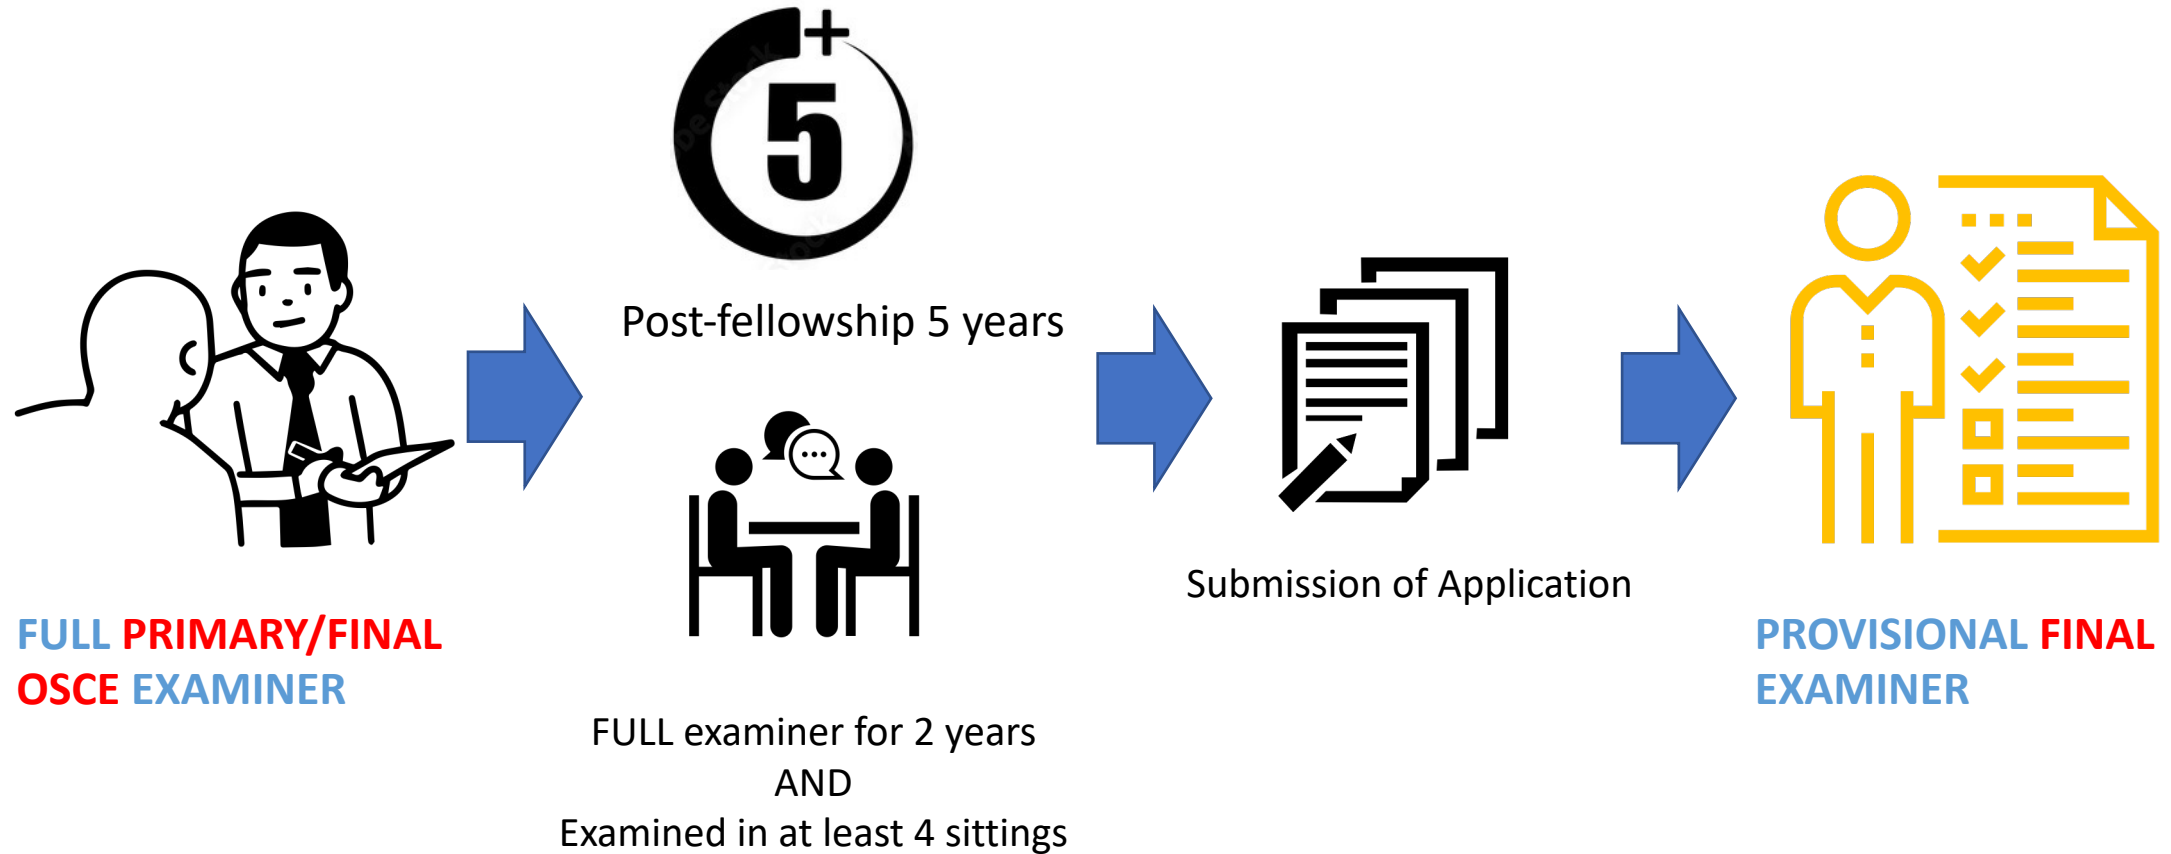 FULL PRIMARY/FINAL
OSCE EXAMINER
+
5
Post-fellowship 5 years
FULL examiner for 2 years
AND
Examined in at least 4 sittings
Submission of Application
PROVISIONAL FINAL
EXAMINER